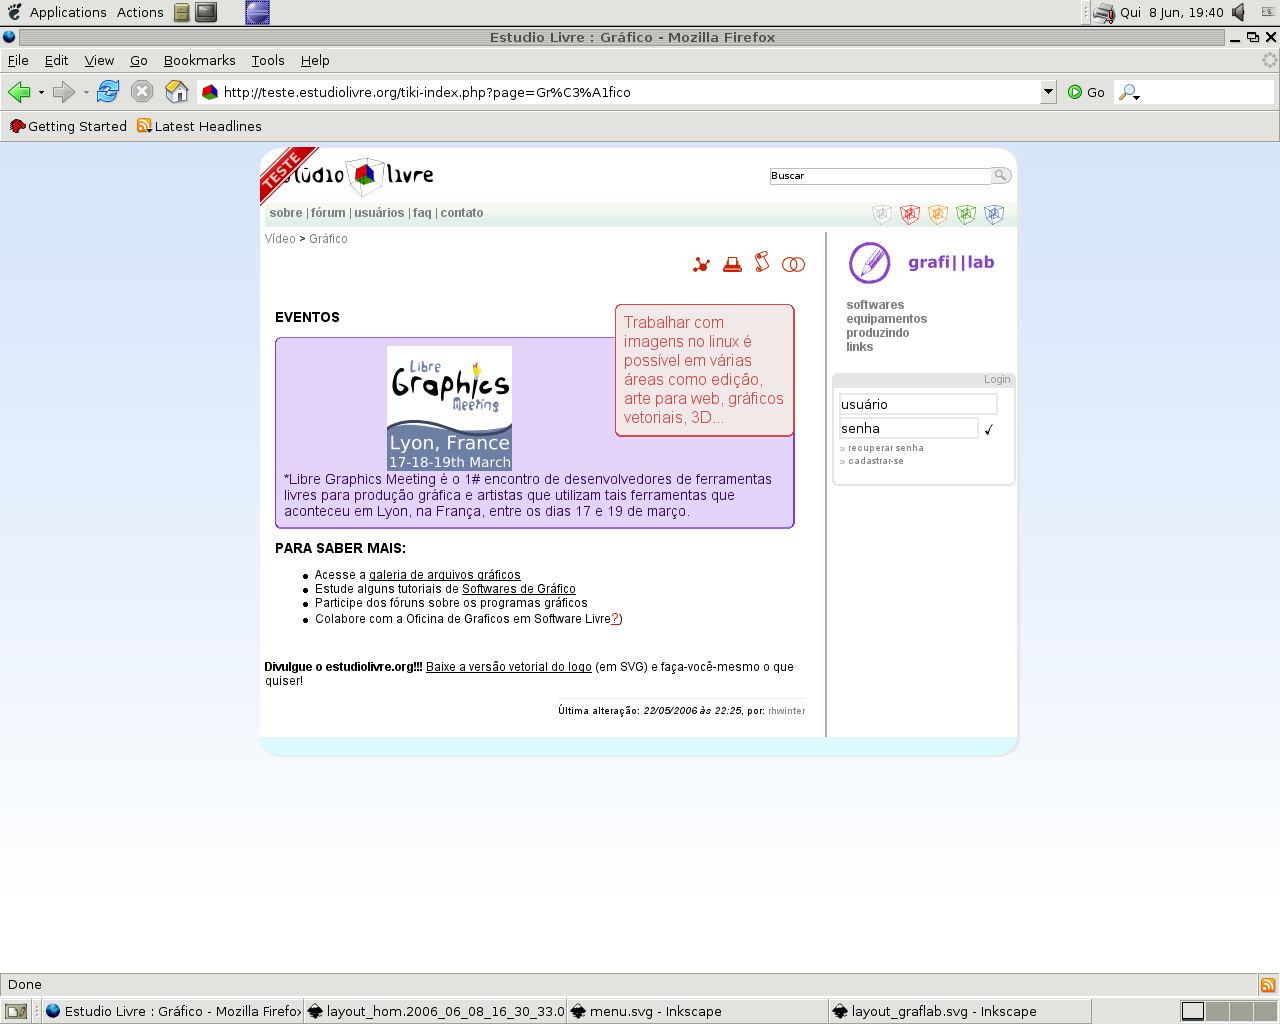 Applications Actions Qui 8 Jun, 19:40
Estudio Livre : Gráfico - Mozilla Firefox
File Edit View Go Bookmarks Tools Help
http://teste.estudiolivre.org/tiki-index.php?page=Gr%C3%A1fico Go
Getting Started Latest Headlines
TESTE
livre
Buscar
sobre | fórum | usuários | faq | contato
Vídeo > Gráfico
grafi||lab
softwares
equipamentos
produzindo
links
Login
usuário
senha
» recuperar senha
» cadastrar-se
EVENTOS
Trabalhar com
imagens no linux é
possível em várias
áreas como edição,
arte para web, gráficos
vetoriais, 3D...
Libre
Graphics
Meeting
Lyon, France
17-18-19th March
*Libre Graphics Meeting é o 1# encontro de desenvolvedores de ferramentas
livres para produção gráfica e artistas que utilizam tais ferramentas que
aconteceu em Lyon, na França, entre os dias 17 e 19 de março.
PARA SABER MAIS:
Acesse a galeria de arquivos gráficos
Estude alguns tutoriais de Softwares de Gráfico
Participe dos fóruns sobre os programas gráficos
Colabore com a Oficina de Graficos em Software Livre?)
Divulgue o estudiolivre.org!!! Baixe a versão vetorial do logo (em SVG) e faça-você-mesmo o que
quiser!
Última alteração: 22/05/2006 às 22:25, por: rhwinter
Done
Estudio Livre : Gráfico - Mozilla Firefo layout_hom.2006_06_08_16_30_33.0 menu.svg - Inkscape layout_graflab.svg - Inkscape